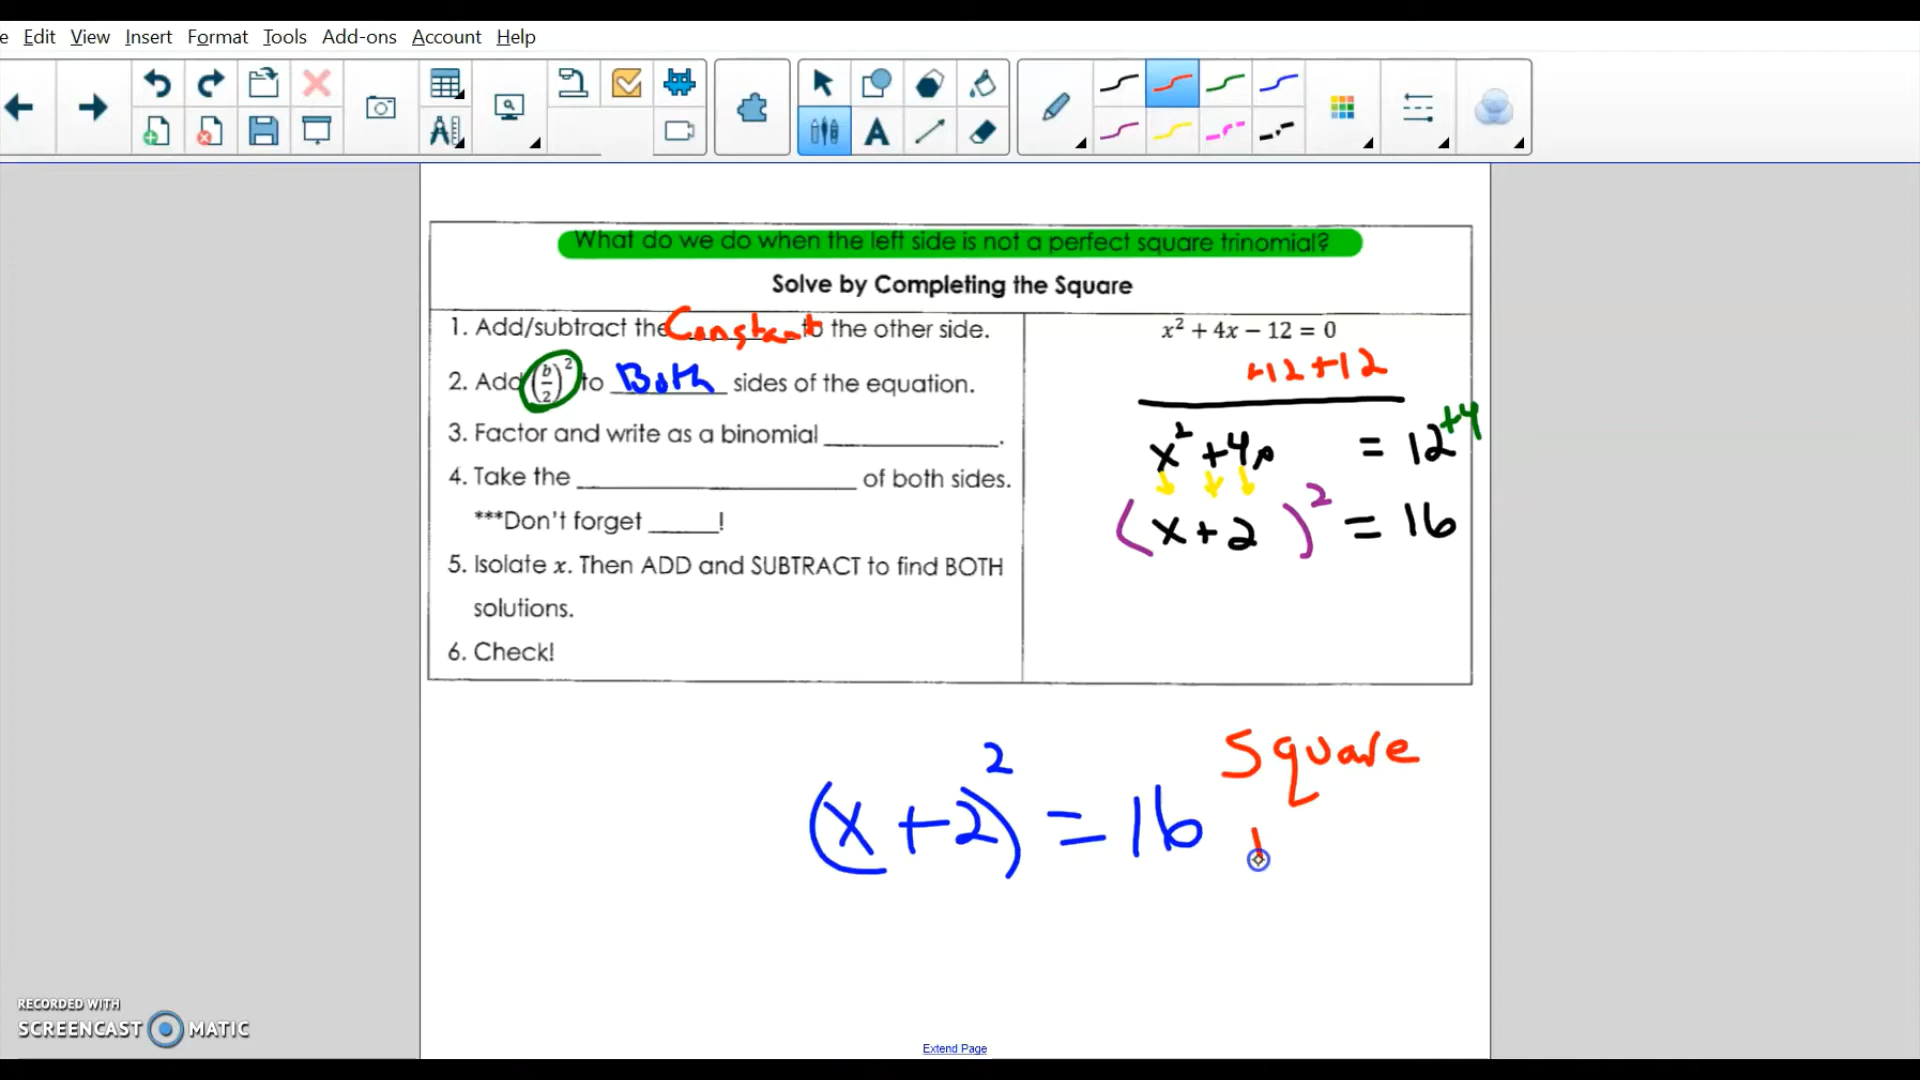 Edit View Insert Format Tools Add-ons Account Help
What do we do when the left side is not a perfect square trinomial?
Solve by Completing the Square
1. Add/subtract the Constant to the other side.
2. Add (b/2)² to Both sides of the equation.
3. Factor and write as a binomial ____________.
4. Take the ____________________ of both sides.
***Don't forget _____!
5. Isolate x. Then ADD and SUBTRACT to find BOTH
solutions.
6. Check!
x² + 4x − 12 = 0
+12 +12
x² + 4x = 12 +4
(x + 2)² = 16
(x + 2)² = 16
Square
RECORDED WITH
SCREENCAST MATIC
Extend Page